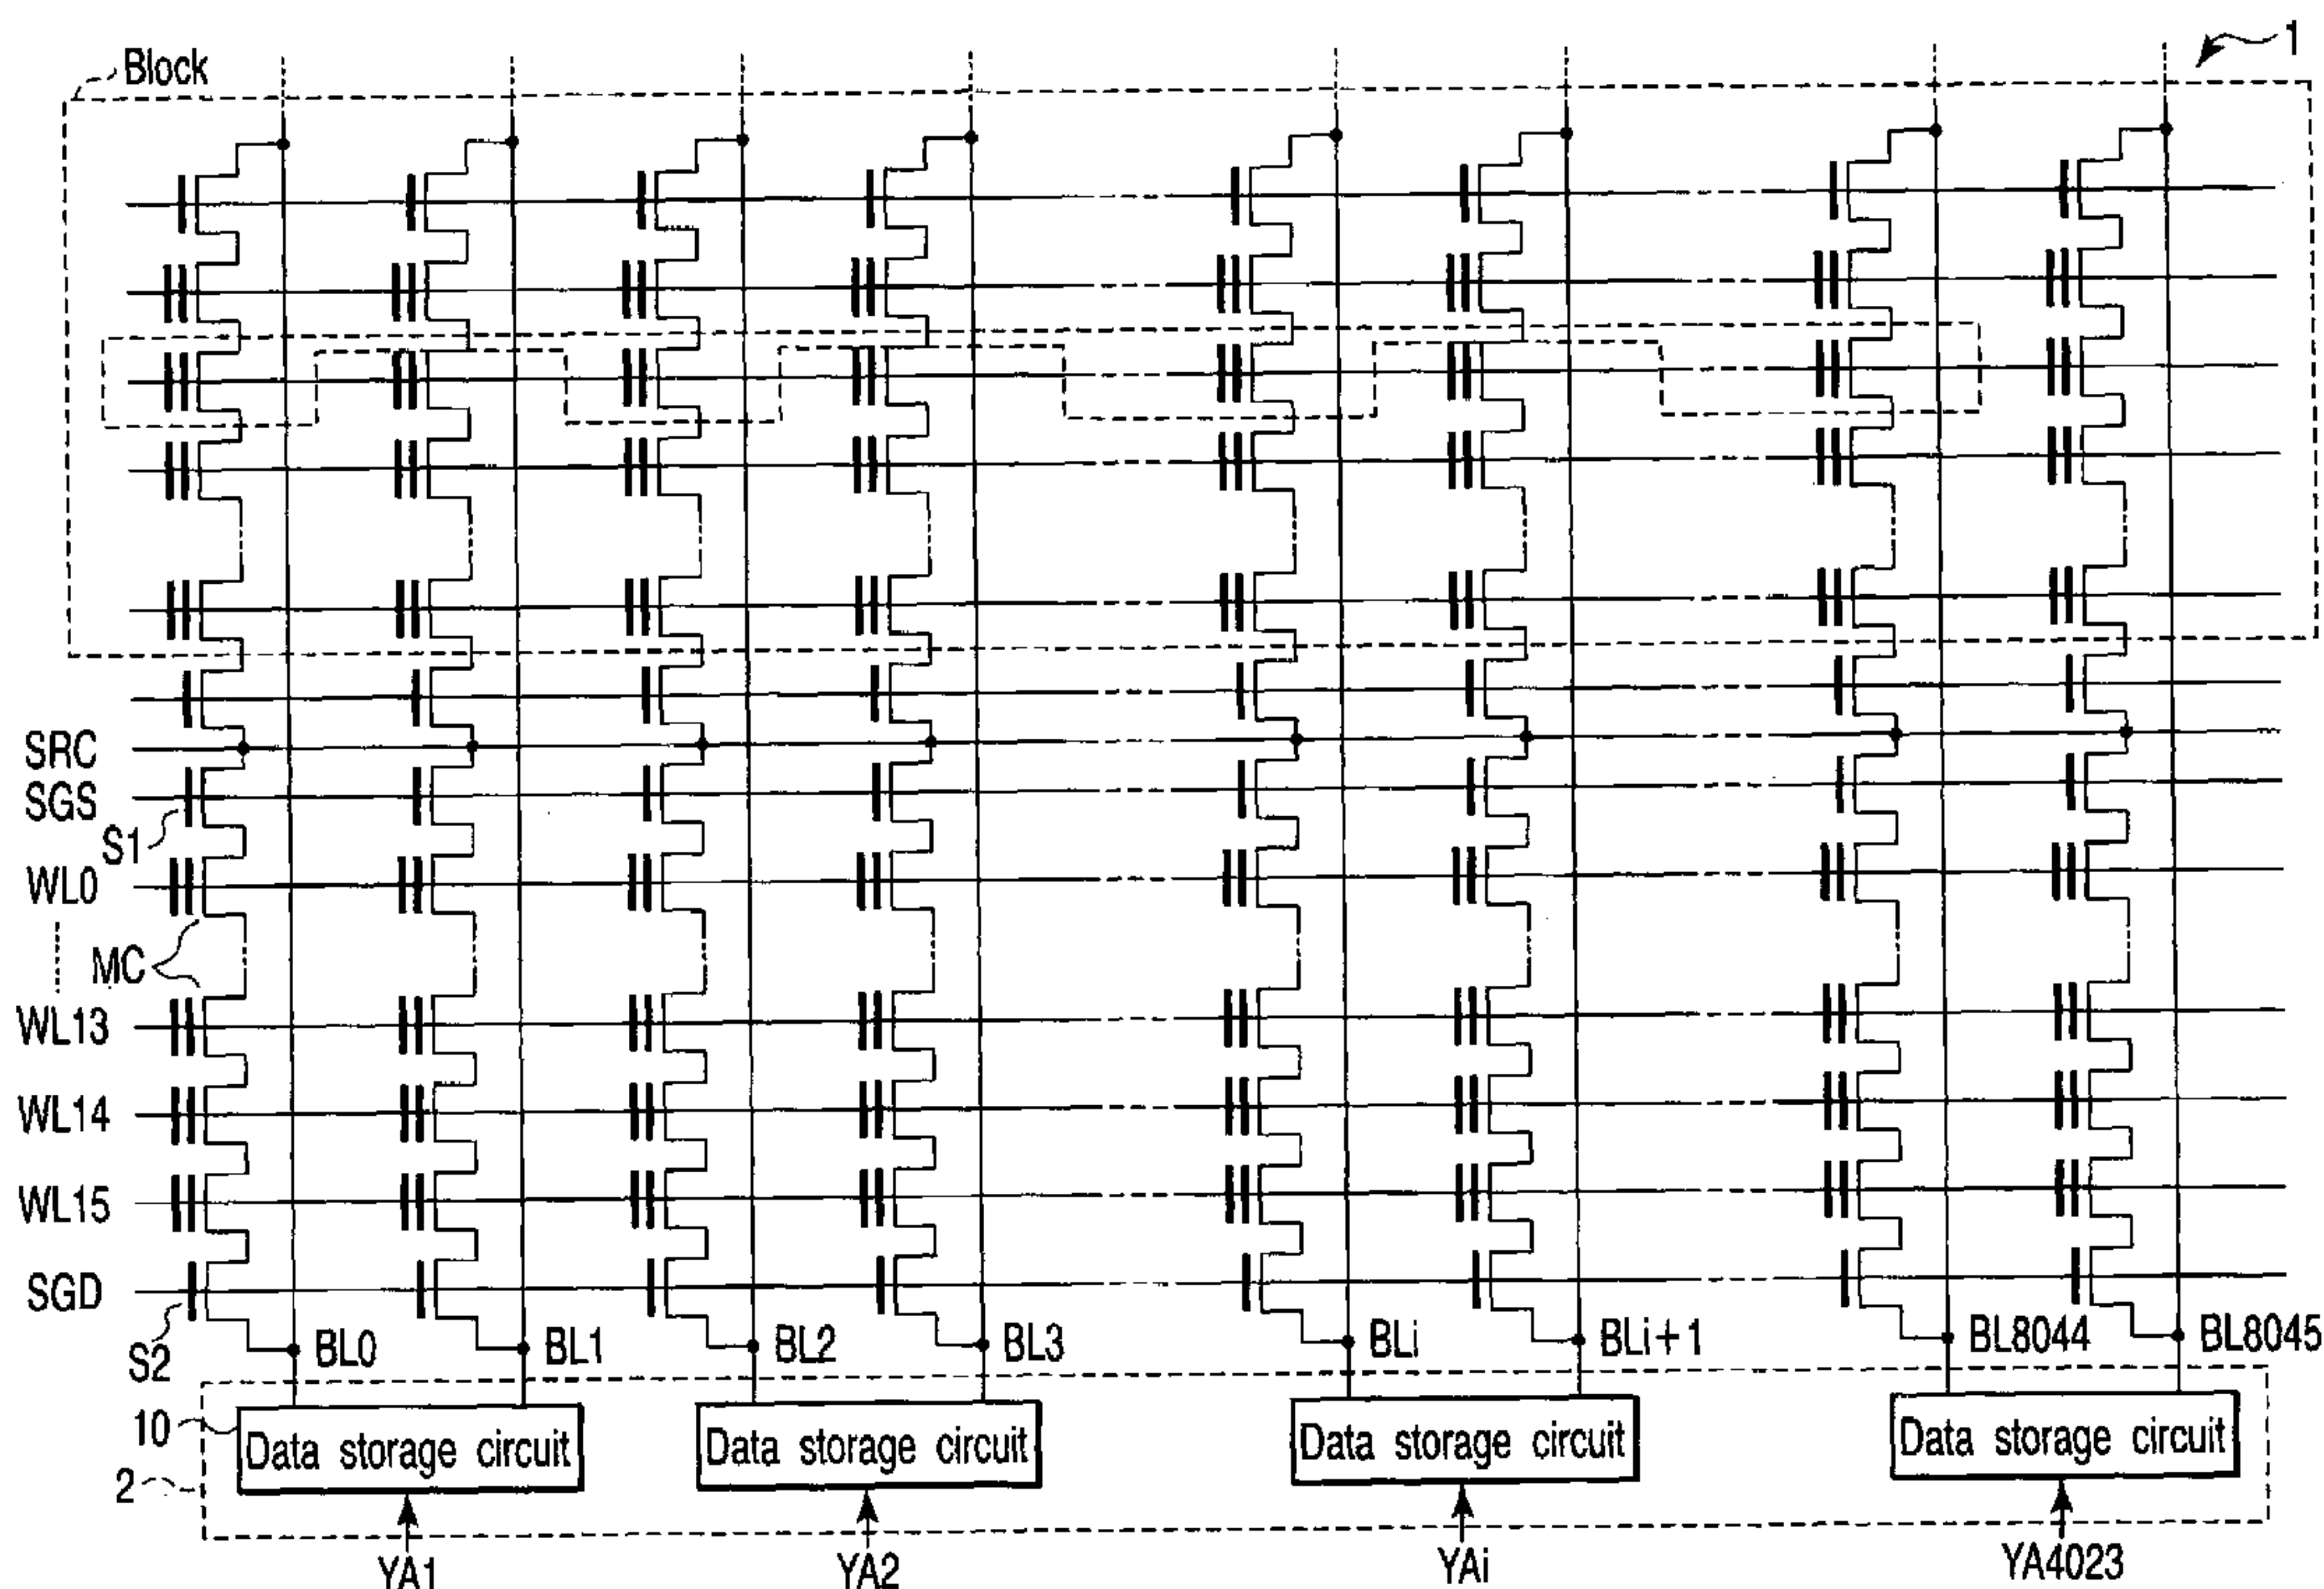 1
Block
SRC
SGS
S1
WL0
MC
WL13
WL14
WL15
SGD
S2
BL0 BL1 BL2 BL3 BLi BLi+1 BL8044 BL8045
10
Data storage circuit Data storage circuit Data storage circuit Data storage circuit
2
YA1 YA2 YAi YA4023